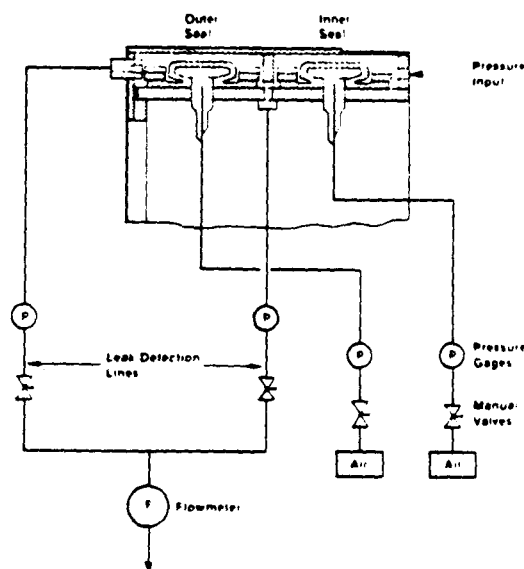 Outer
Seal
Inner
Seal
Pressure
Input
P
P
P
P
Leak Detection
Lines
Pressure
Gages
Manual
Valves
Air
Air
F
Flowmeter